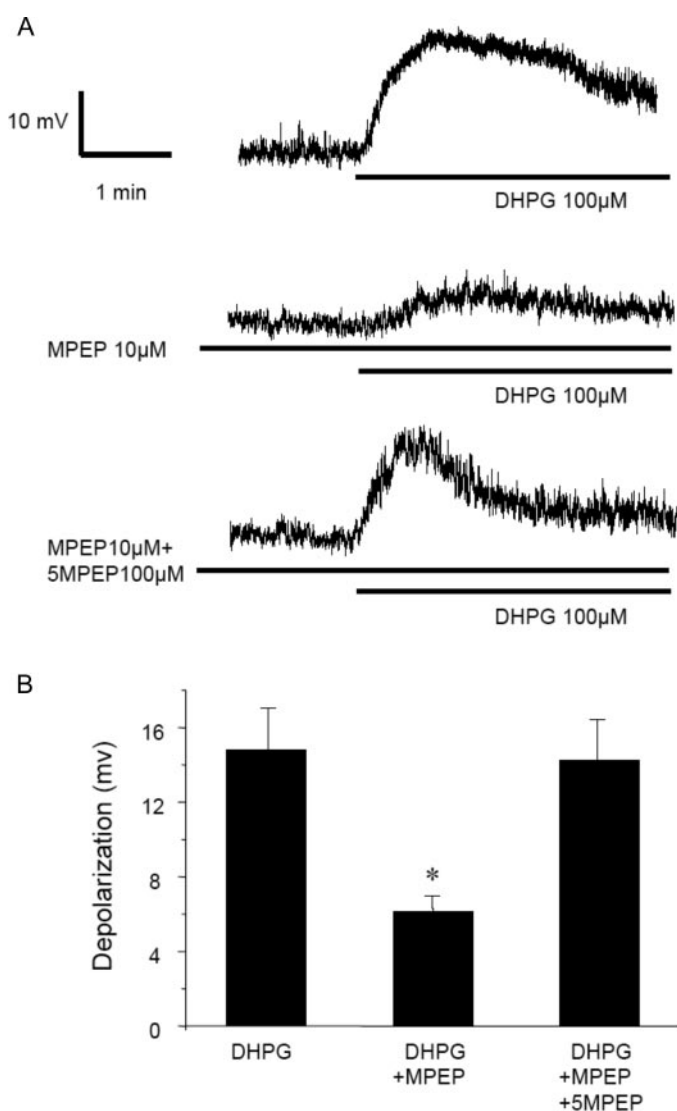 A
10 mV
1 min
DHPG 100µM
MPEP 10µM
DHPG 100µM
MPEP10µM+
5MPEP100µM
DHPG 100µM
B
Depolarization (mv)
16
12
8
4
0
*
DHPG
DHPG
+MPEP
DHPG
+MPEP
+5MPEP